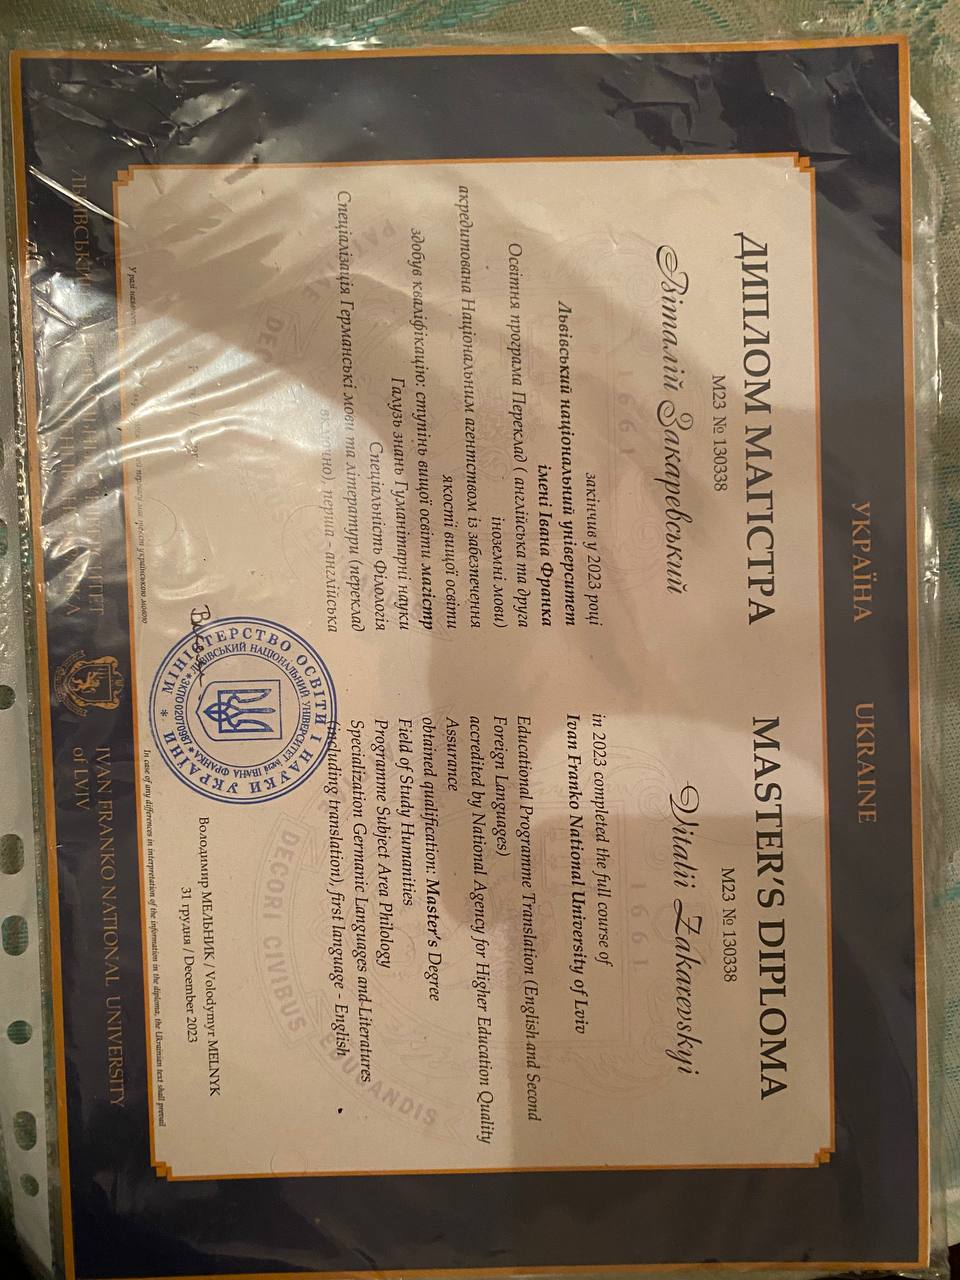 УКРАЇНА
UKRAINE
ДИПЛОМ МАГІСТРА
М23 № 130338
Віталій Закаревський
закінчив у 2023 році
Львівський національний університет
імені Івана Франка
Освітня програма Переклад ( англійська та друга
іноземні мови)
акредитована Національним агентством із забезпечення
якості вищої освіти
здобув кваліфікацію: ступінь вищої освіти магістр
Галузь знань Гуманітарні науки
Спеціальність Філологія
Спеціалізація Германські мови та літератури (переклад
включно), перша - англійська
MASTER'S DIPLOMA
М23 № 130338
Vitalii Zakarevskyi
in 2023 completed the full course of
Ivan Franko National University of Lviv
Educational Programme Translation (English and Second
Foreign Languages)
accredited by National Agency for Higher Education Quality
Assurance
obtained qualification: Master's Degree
Field of Study Humanities
Programme Subject Area Philology
Specialization Germanic Languages and Literatures
(including translation), first language - English
МІНІСТЕРСТВО ОСВІТИ І НАУКИ УКРАЇНИ *
ЛЬВІВСЬКИЙ НАЦІОНАЛЬНИЙ УНІВЕРСИТЕТ імені ІВАНА ФРАНКА
Володимир МЕЛЬНИК / Volodymyr MELNYK
31 грудня / December 2023
In case of any differences in interpretation of the information in the diploma, the Ukrainian text shall prevail
IVAN FRANKO NATIONAL UNIVERSITY
of LVIV
1661
1661
DECORI CIVIBUS EDUCANDIS